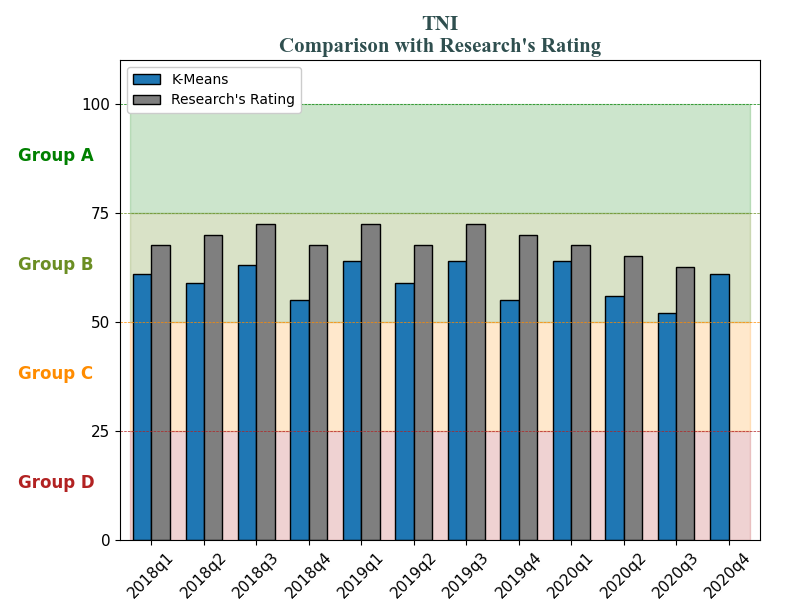 TNI
Comparison with Research's Rating
K-Means
Research's Rating
100
Group A
75
Group B
50
Group C
25
Group D
0
2018q1
2018q2
2018q3
2018q4
2019q1
2019q2
2019q3
2019q4
2020q1
2020q2
2020q3
2020q4